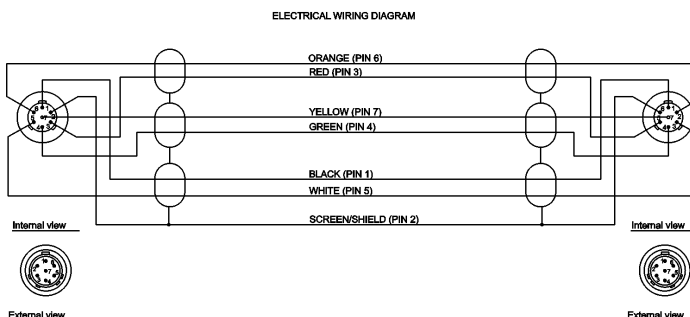 ELECTRICAL WIRING DIAGRAM
ORANGE (PIN 6)
RED (PIN 3)
YELLOW (PIN 7)
GREEN (PIN 4)
BLACK (PIN 1)
WHITE (PIN 5)
SCREEN/SHIELD (PIN 2)
Internal view
Internal view
External view
External view